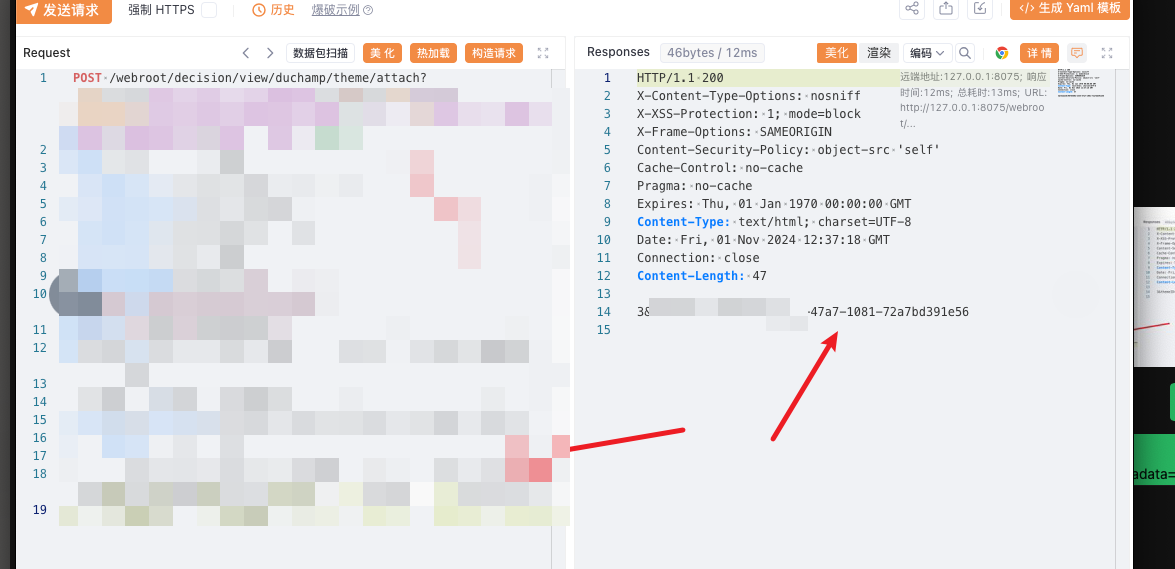 发送请求 强制 HTTPS 历史 爆破示例 </> 生成 Yaml 模板
Request 数据包扫描 美 化 热加载 构造请求
Responses 46bytes / 12ms 美化 渲染 编码 详 情
1 POST /webroot/decision/view/duchamp/theme/attach?
2
3
4
5
6
7
8
9
10
11
12
13
14
15
16
17
18
19
1 HTTP/1.1 200
2 X-Content-Type-Options: nosniff
3 X-XSS-Protection: 1; mode=block
4 X-Frame-Options: SAMEORIGIN
5 Content-Security-Policy: object-src 'self'
6 Cache-Control: no-cache
7 Pragma: no-cache
8 Expires: Thu, 01 Jan 1970 00:00:00 GMT
9 Content-Type: text/html; charset=UTF-8
10 Date: Fri, 01 Nov 2024 12:37:18 GMT
11 Connection: close
12 Content-Length: 47
13
14 -47a7-1081-72a7bd391e56
15
远端地址:127.0.0.1:8075; 响应
时间:12ms; 总耗时:13ms; URL:
http://127.0.0.1:8075/webroo
t/...
adata=